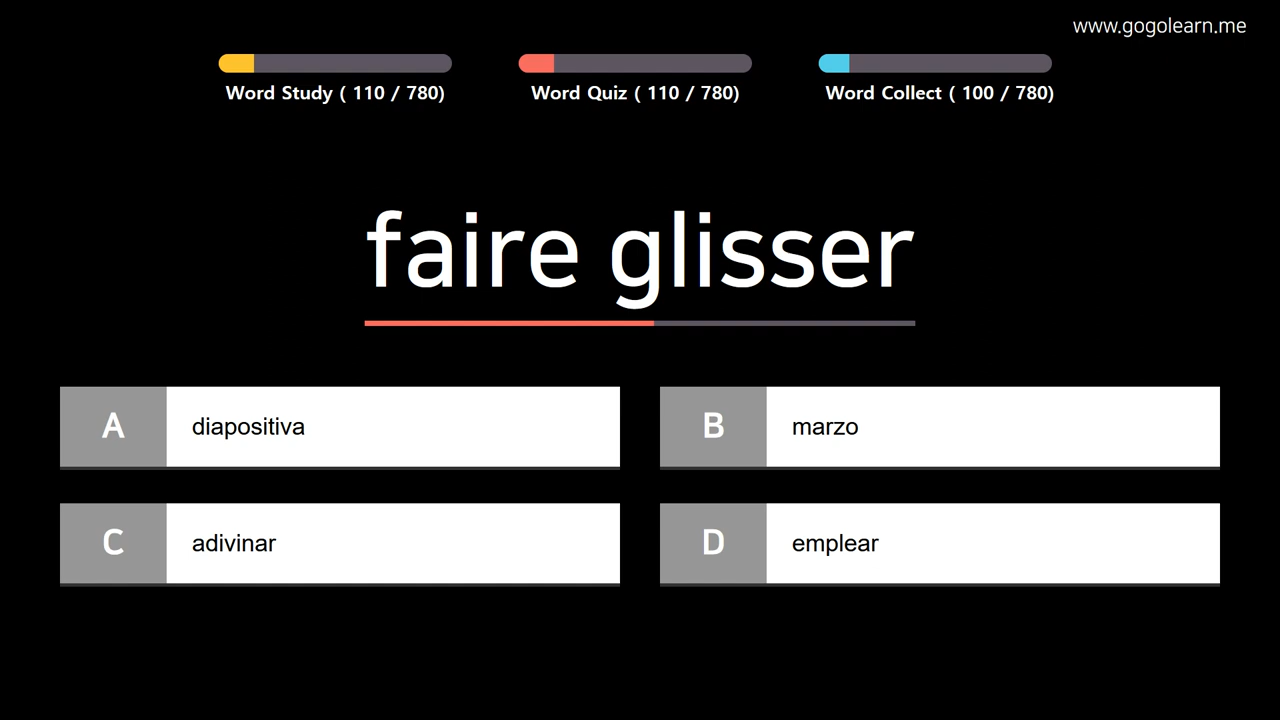 www.gogolearn.me
Word Study ( 110 / 780)
Word Quiz ( 110 / 780)
Word Collect ( 100 / 780)
faire glisser
A
diapositiva
B
marzo
C
adivinar
D
emplear